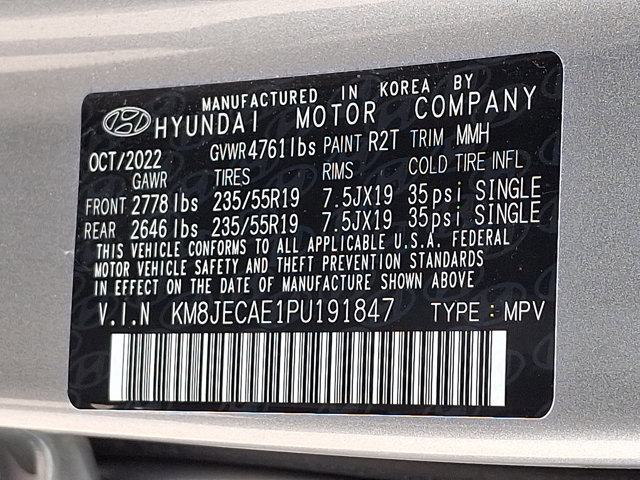 MANUFACTURED IN KOREA BY
HYUNDAI MOTOR COMPANY
OCT/2022 GVWR4761lbs PAINT R2T TRIM MMH
GAWR TIRES RIMS COLD TIRE INFL
FRONT 2778lbs 235/55R19 7.5JX19 35psi SINGLE
REAR 2646lbs 235/55R19 7.5JX19 35psi SINGLE
THIS VEHICLE CONFORMS TO ALL APPLICABLE U.S.A. FEDERAL
MOTOR VEHICLE SAFETY AND THEFT PREVENTION STANDARDS
IN EFFECT ON THE DATE OF MANUFACTURE SHOWN ABOVE
V.I.N KM8JECAE1PU191847 TYPE:MPV